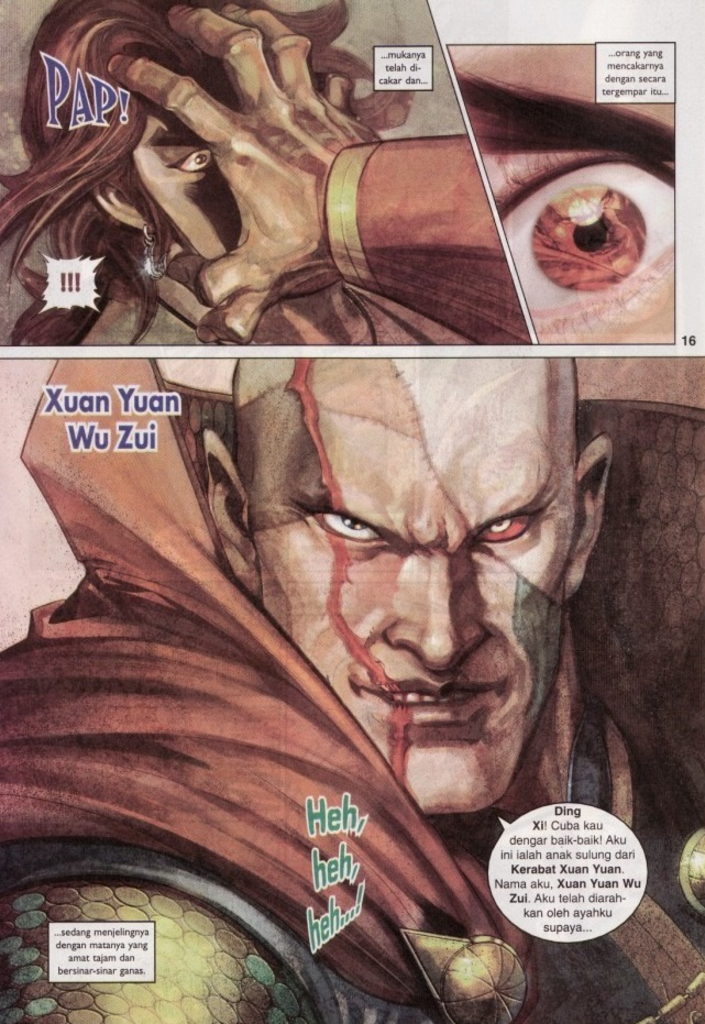 ...mukanya
telah di-
cakar dan...
...orang yang
mencakarnya
dengan secara
tergempar itu...
PAP!
!!!
16
Xuan Yuan
Wu Zui
Heh,
heh,
heh...!
Ding
Xi! Cuba kau
dengar baik-baik! Aku
ini ialah anak sulung dari
Kerabat Xuan Yuan.
Nama aku, Xuan Yuan Wu
Zui. Aku telah diarah-
kan oleh ayahku
supaya...
...sedang menjelingnya
dengan matanya yang
amat tajam dan
bersinar-sinar ganas.